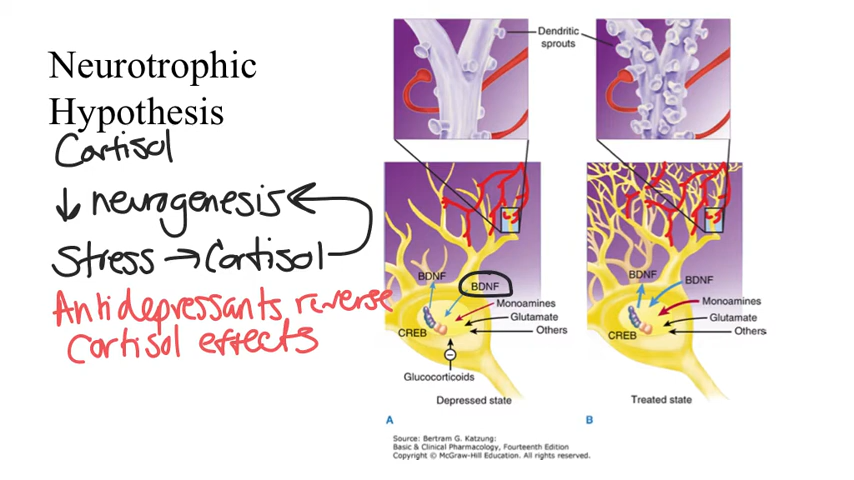 Neurotrophic
Hypothesis
Cortisol
↓ neurogenesis
Stress → Cortisol
Antidepressants reverse
Cortisol effects
Dendritic
sprouts
BDNF
BDNF
Monoamines
Glutamate
Others
CREB
Glucocorticoids
Depressed state
A
BDNF
BDNF
Monoamines
Glutamate
Others
CREB
Treated state
B
Source: Bertram G. Katzung:
Basic & Clinical Pharmacology, Fourteenth Edition
Copyright © McGraw-Hill Education. All rights reserved.